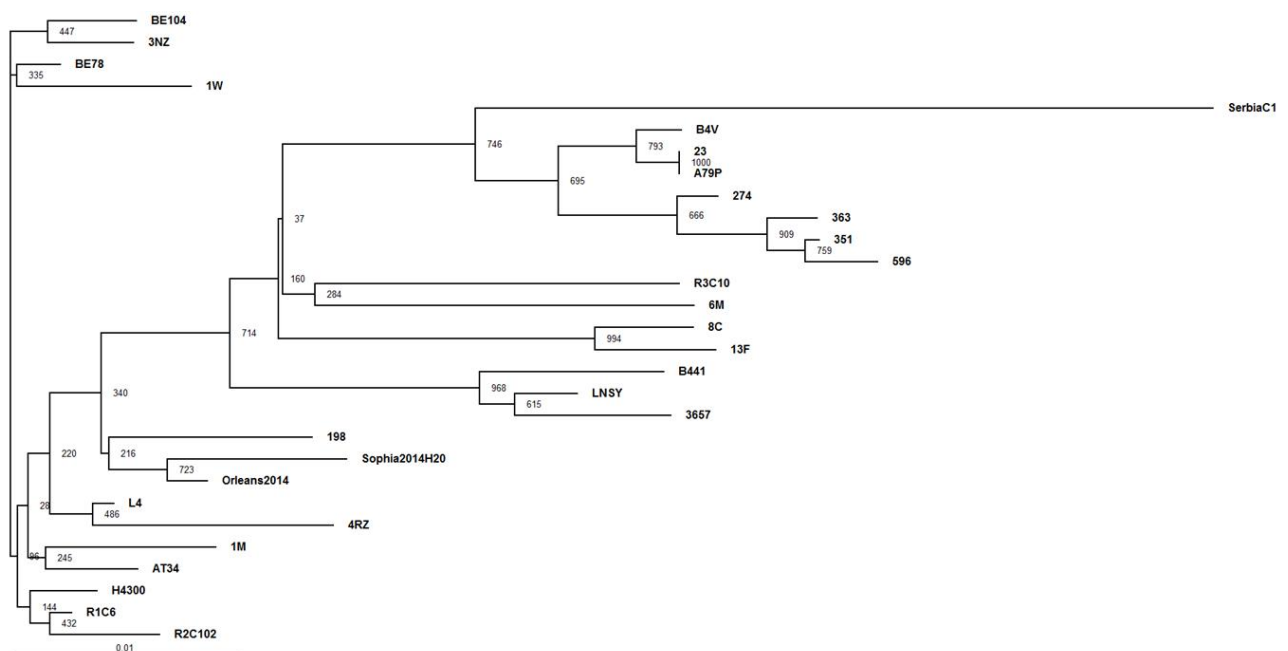 BE104
447
3NZ
BE78
335
1W
SerbiaC1
B4V
746
793
23
1000
A79P
695
274
666
363
37
909
351
759
596
160
R3C10
284
6M
8C
714
994
13F
B441
968
LNSY
340
615
3657
198
220
216
Sophia2014H20
723
Orleans2014
28
L4
486
4RZ
1M
96
245
AT34
H4300
144
R1C6
432
R2C102
0.01